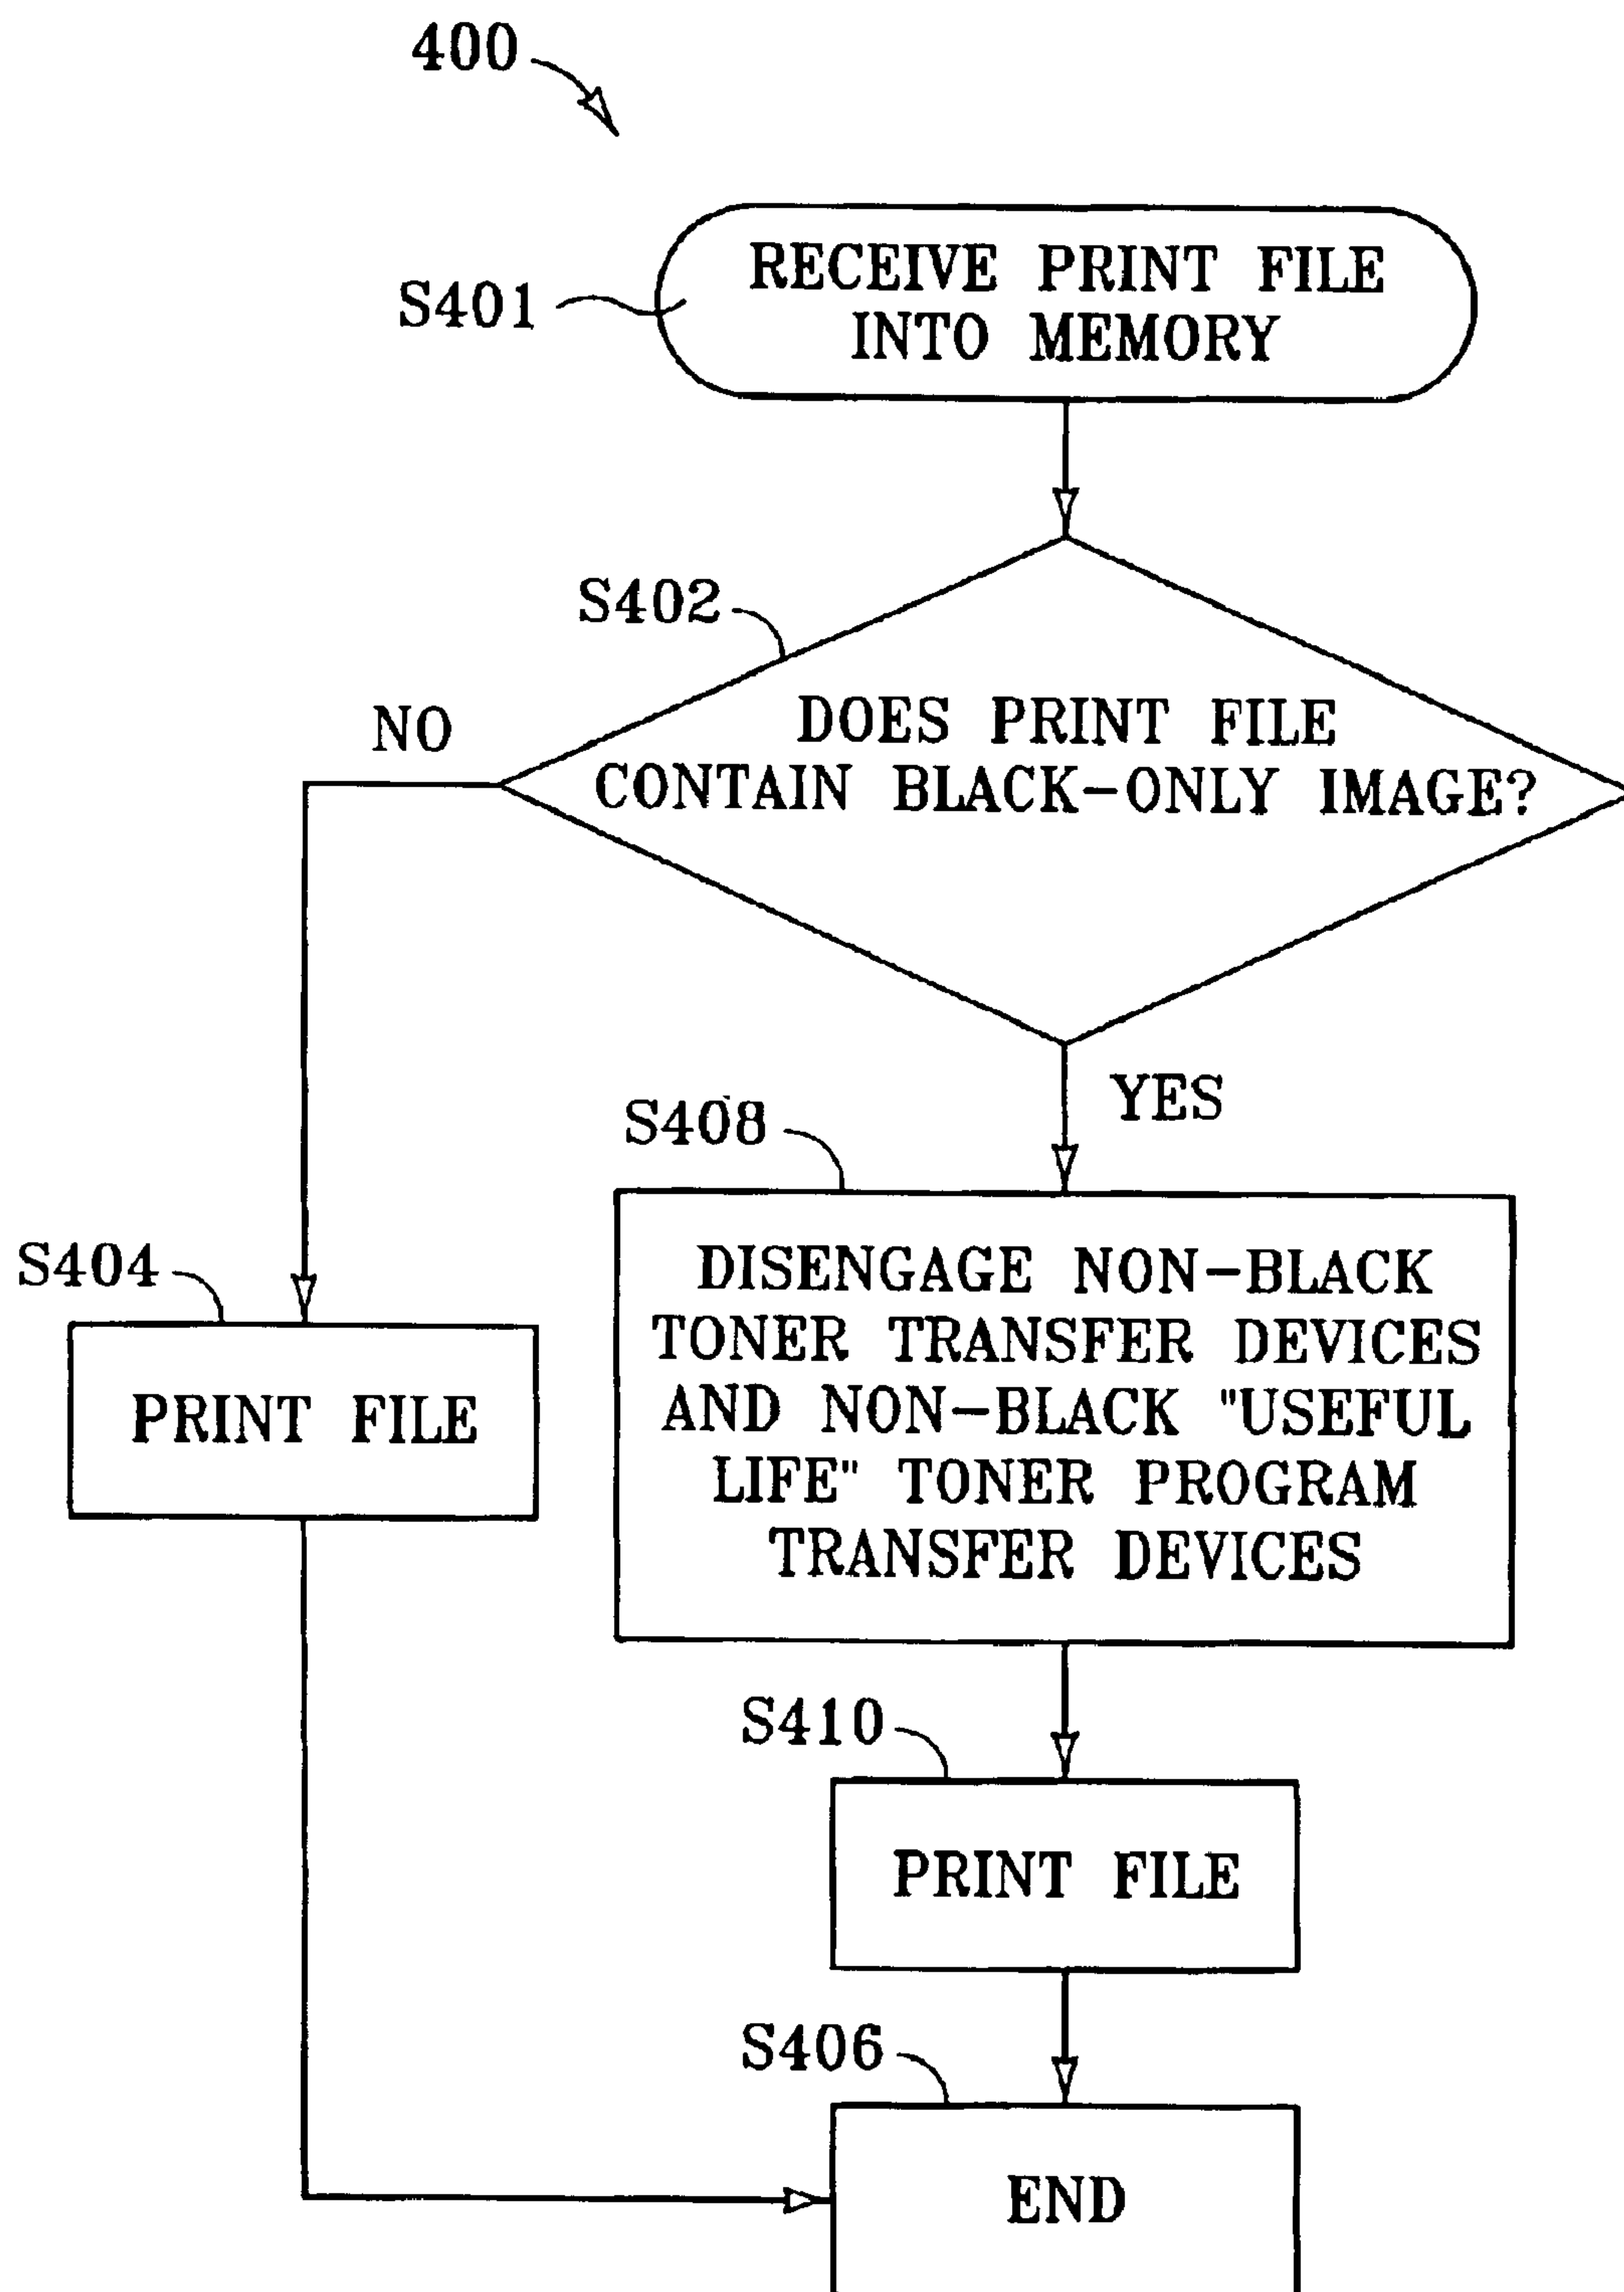 400
S401
RECEIVE PRINT FILE
INTO MEMORY
S402
NO
DOES PRINT FILE
CONTAIN BLACK-ONLY IMAGE?
YES
S408
DISENGAGE NON-BLACK
TONER TRANSFER DEVICES
AND NON-BLACK "USEFUL
LIFE" TONER PROGRAM
TRANSFER DEVICES
S404
PRINT FILE
S410
PRINT FILE
S406
END